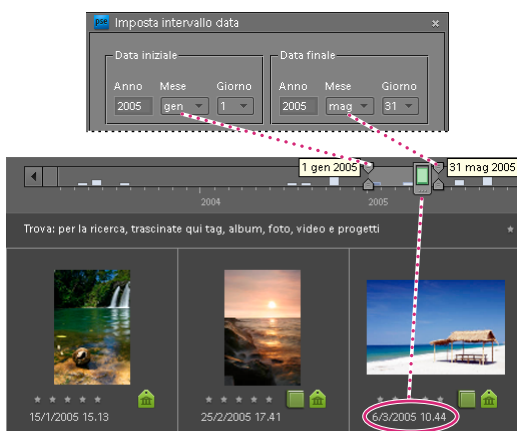 pse Imposta intervallo data x
Data iniziale Data finale
Anno Mese Giorno Anno Mese Giorno
2005 gen 1 2005 mag 31
1 gen 2005 31 mag 2005
2004 2005
Trova: per la ricerca, trascinate qui tag, album, foto, video e progetti
15/1/2005 15.13 25/2/2005 17.41 6/3/2005 10.44